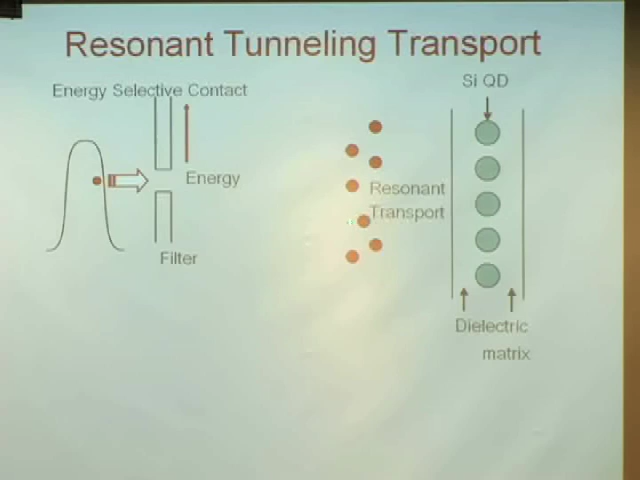 Resonant Tunneling Transport
Energy Selective Contact
Energy
Filter
Resonant
Transport
Si QD
Dielectric
matrix